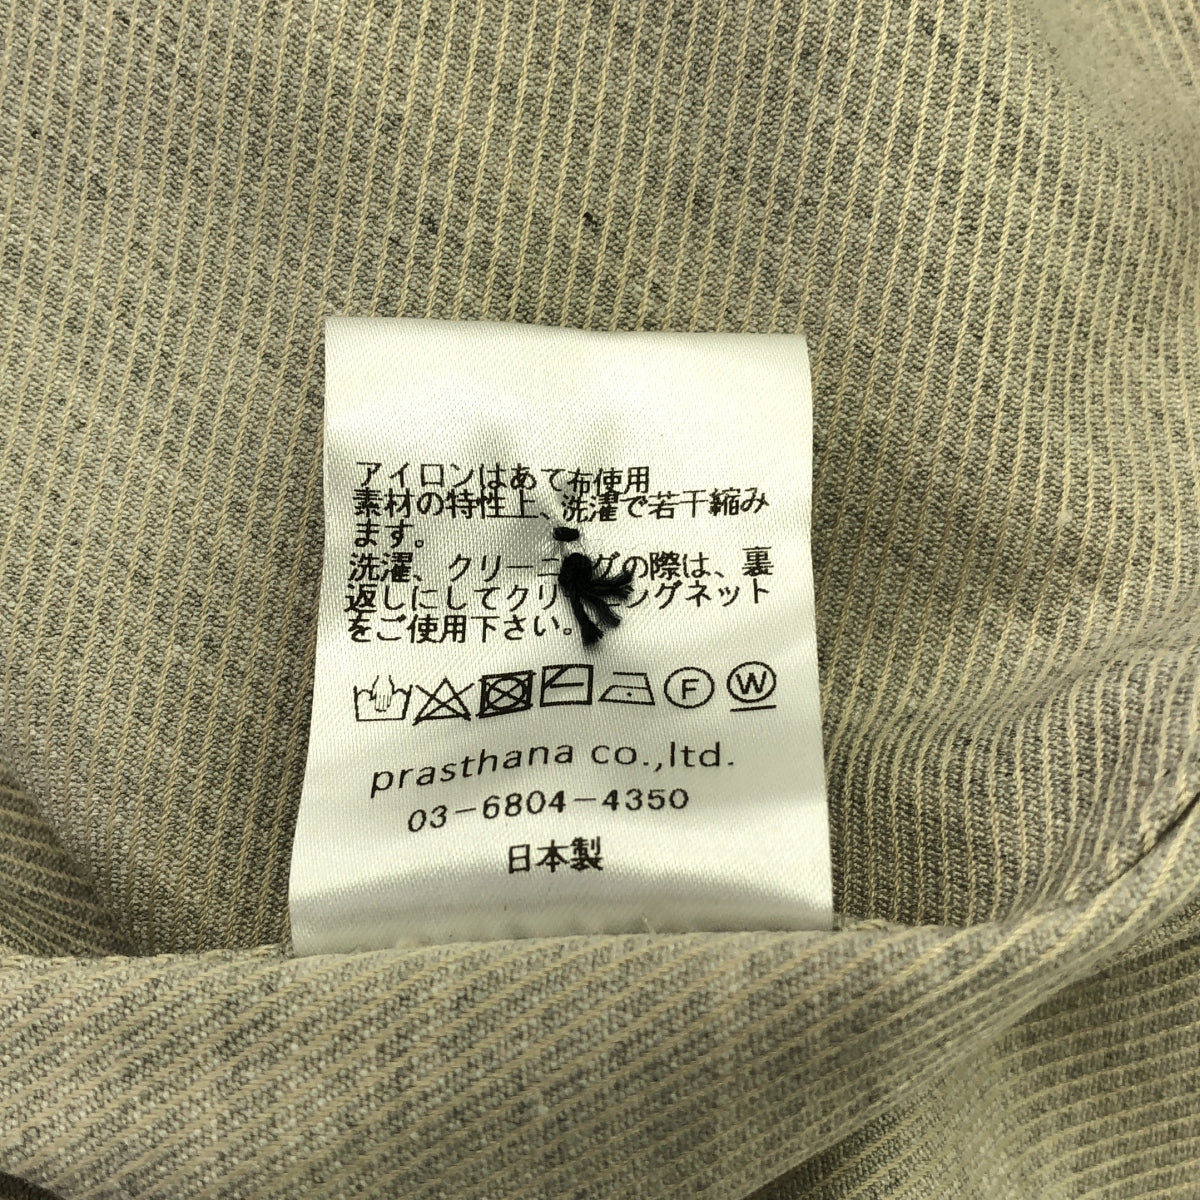 アイロンはあて布使用
素材の特性上、洗濯で若干縮み
ます。
洗濯、クリーニングの際は、裏
返しにしてクリーニングネット
をご使用下さい。
F W
prasthana co.,ltd.
03-6804-4350
日本製